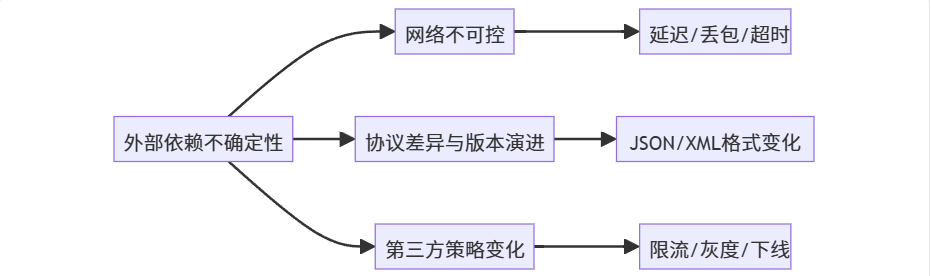 网络不可控
延迟/丢包/超时
外部依赖不确定性
协议差异与版本演进
JSON/XML格式变化
第三方策略变化
限流/灰度/下线